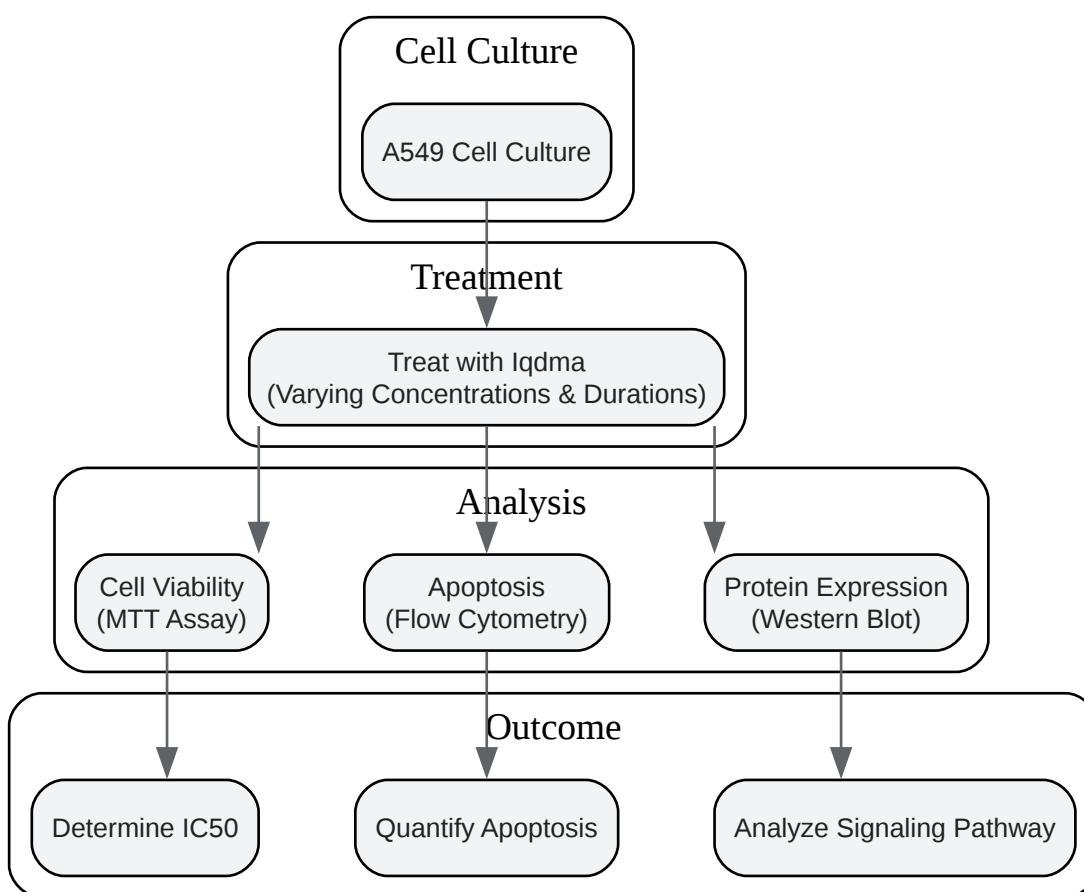 Cell Culture
A549 Cell Culture
Treatment
Treat with Iqdma
(Varying Concentrations & Durations)
Analysis
Cell Viability
(MTT Assay)
Apoptosis
(Flow Cytometry)
Protein Expression
(Western Blot)
Outcome
Determine IC50
Quantify Apoptosis
Analyze Signaling Pathway